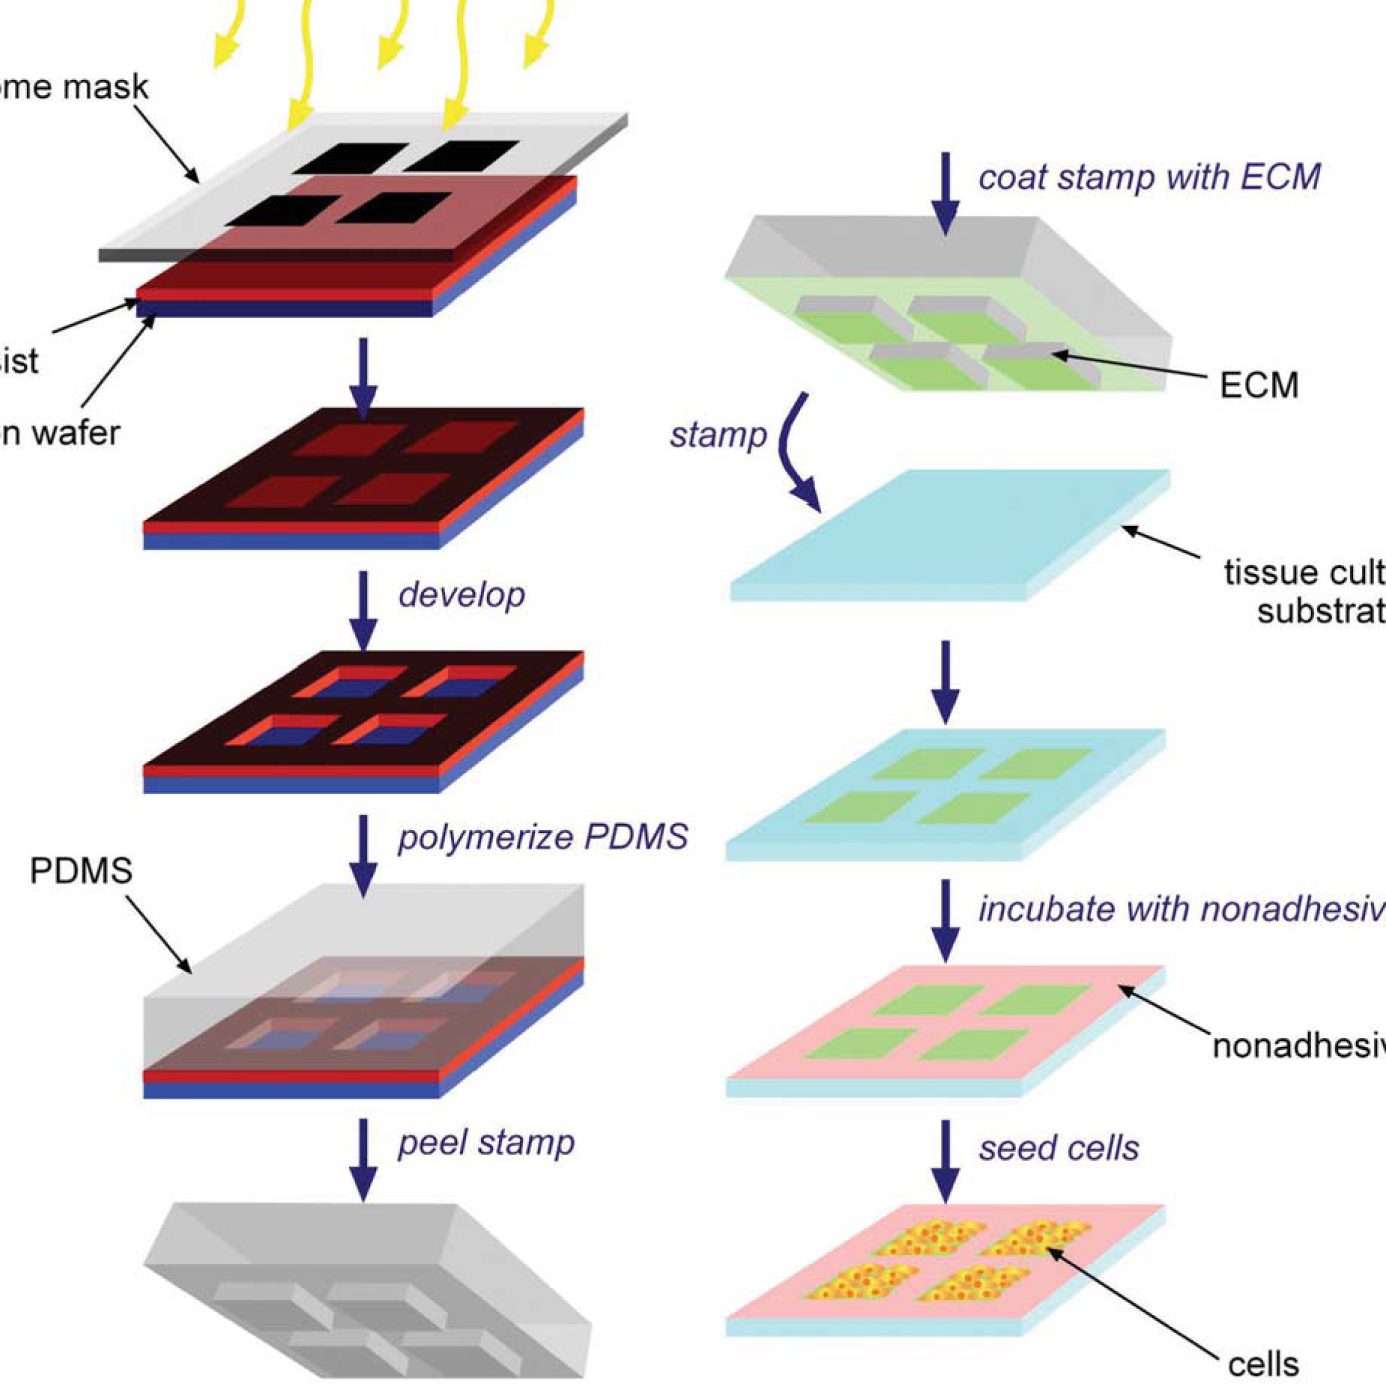 ome mask
sist
n wafer
develop
polymerize PDMS
PDMS
peel stamp
coat stamp with ECM
ECM
stamp
tissue cult
substrat
incubate with nonadhesiv
nonadhesiv
seed cells
cells